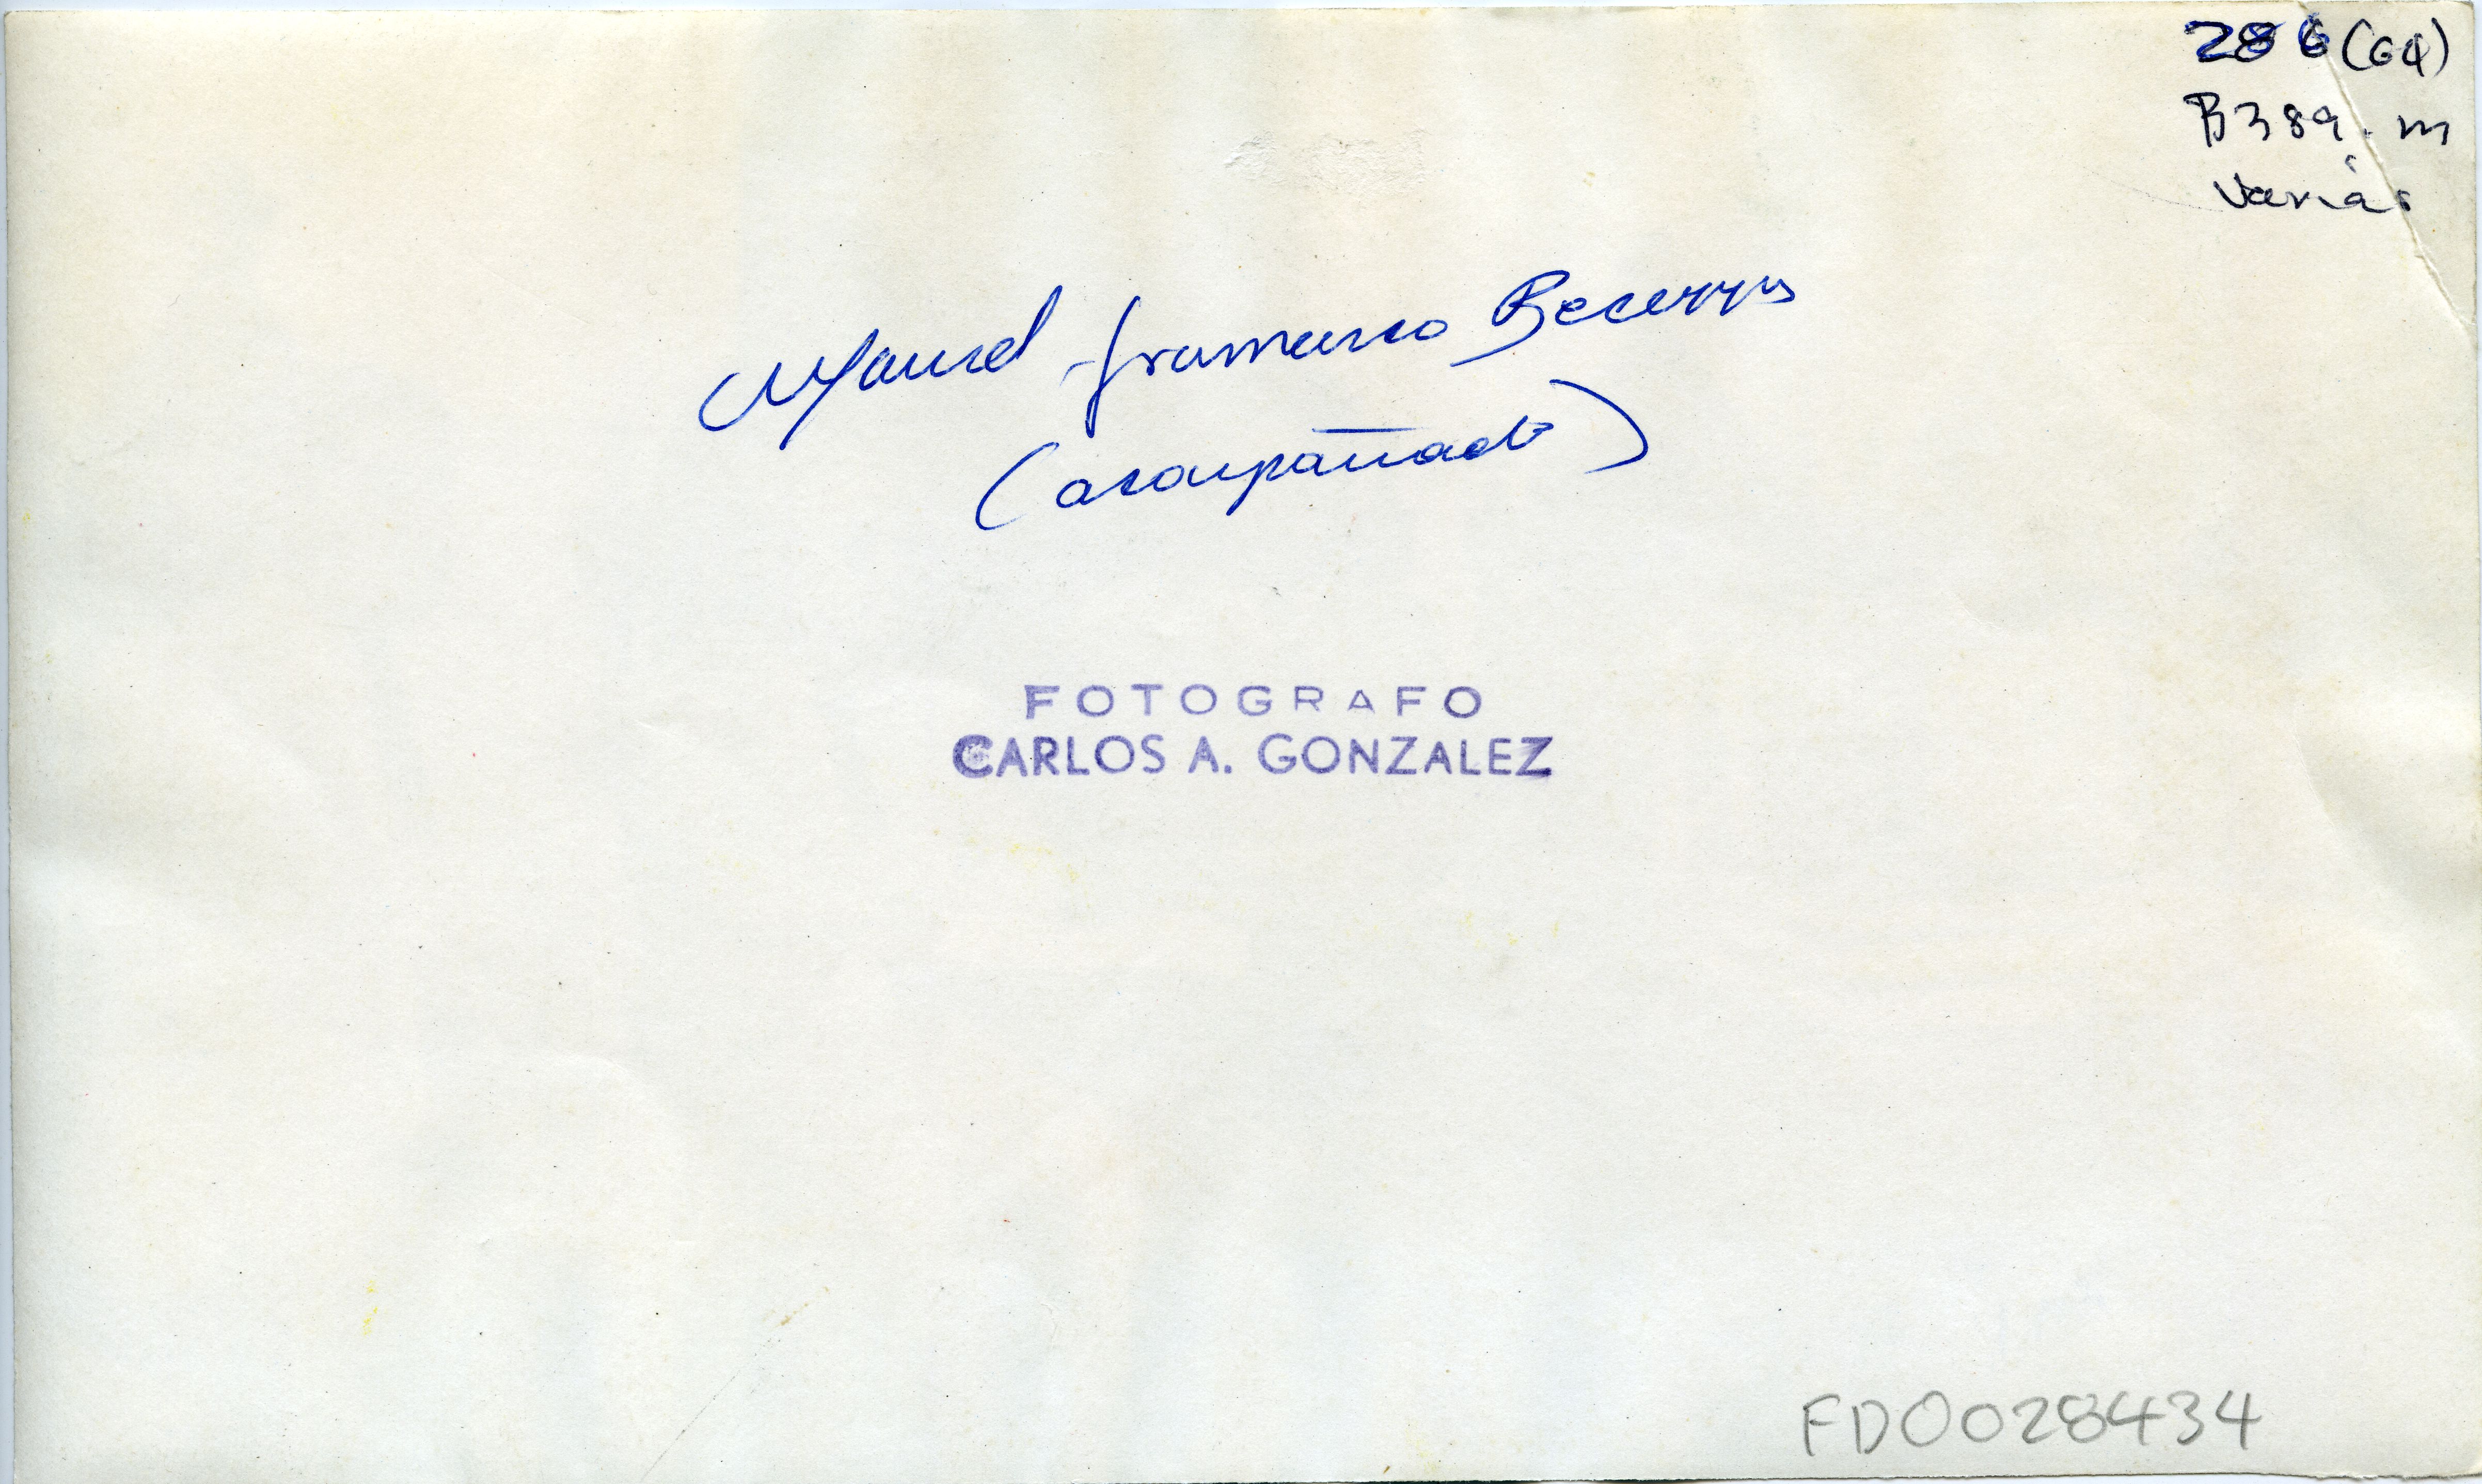 286 (64)
B389.m
Varias
Manuel Francisco Becerra
(acompañado)
FOTOGRAFO
CARLOS A. GONZALEZ
FD0028434